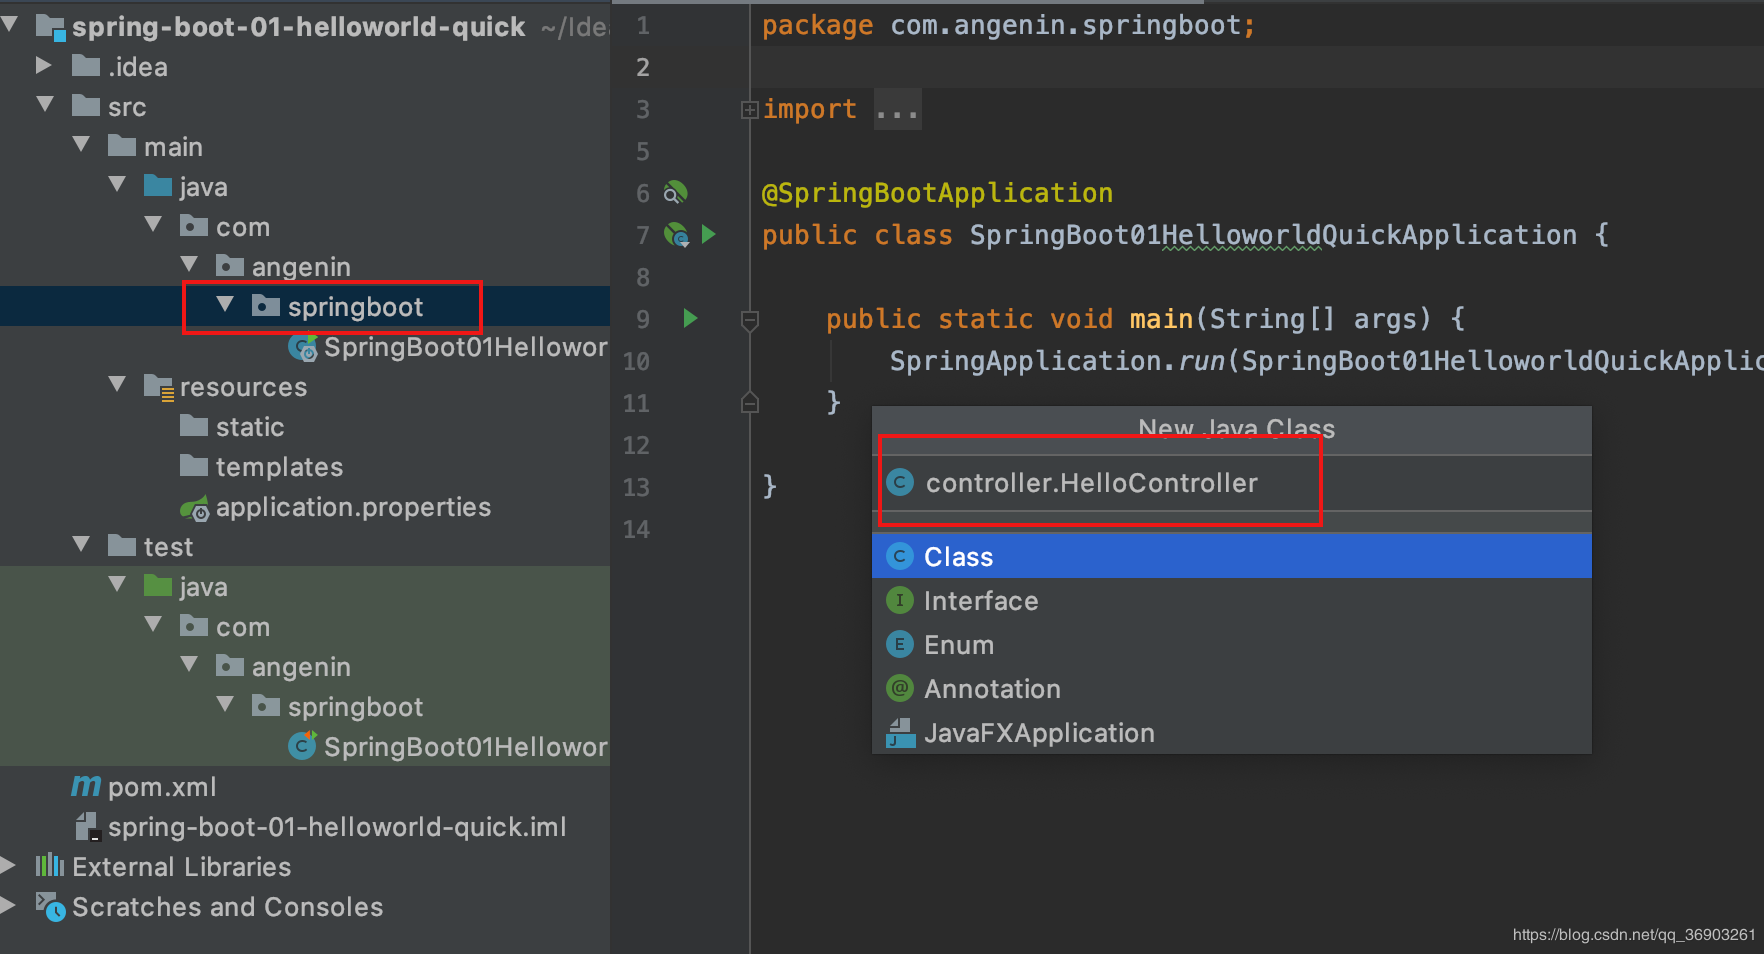 spring-boot-01-helloworld-quick ~/Idea
.idea
src
main
java
com
angenin
springboot
SpringBoot01Hellowor
resources
static
templates
application.properties
test
java
com
angenin
springboot
SpringBoot01Hellowor
pom.xml
spring-boot-01-helloworld-quick.iml
External Libraries
Scratches and Consoles
1 package com.angenin.springboot;
2
3 import ...
5
6 @SpringBootApplication
7 public class SpringBoot01HelloworldQuickApplication {
8
9 public static void main(String[] args) {
10 SpringApplication.run(SpringBoot01HelloworldQuickApplic
11 }
12
13 }
14
New Java Class
controller.HelloController
Class
Interface
Enum
Annotation
JavaFXApplication
https://blog.csdn.net/qq_36903261